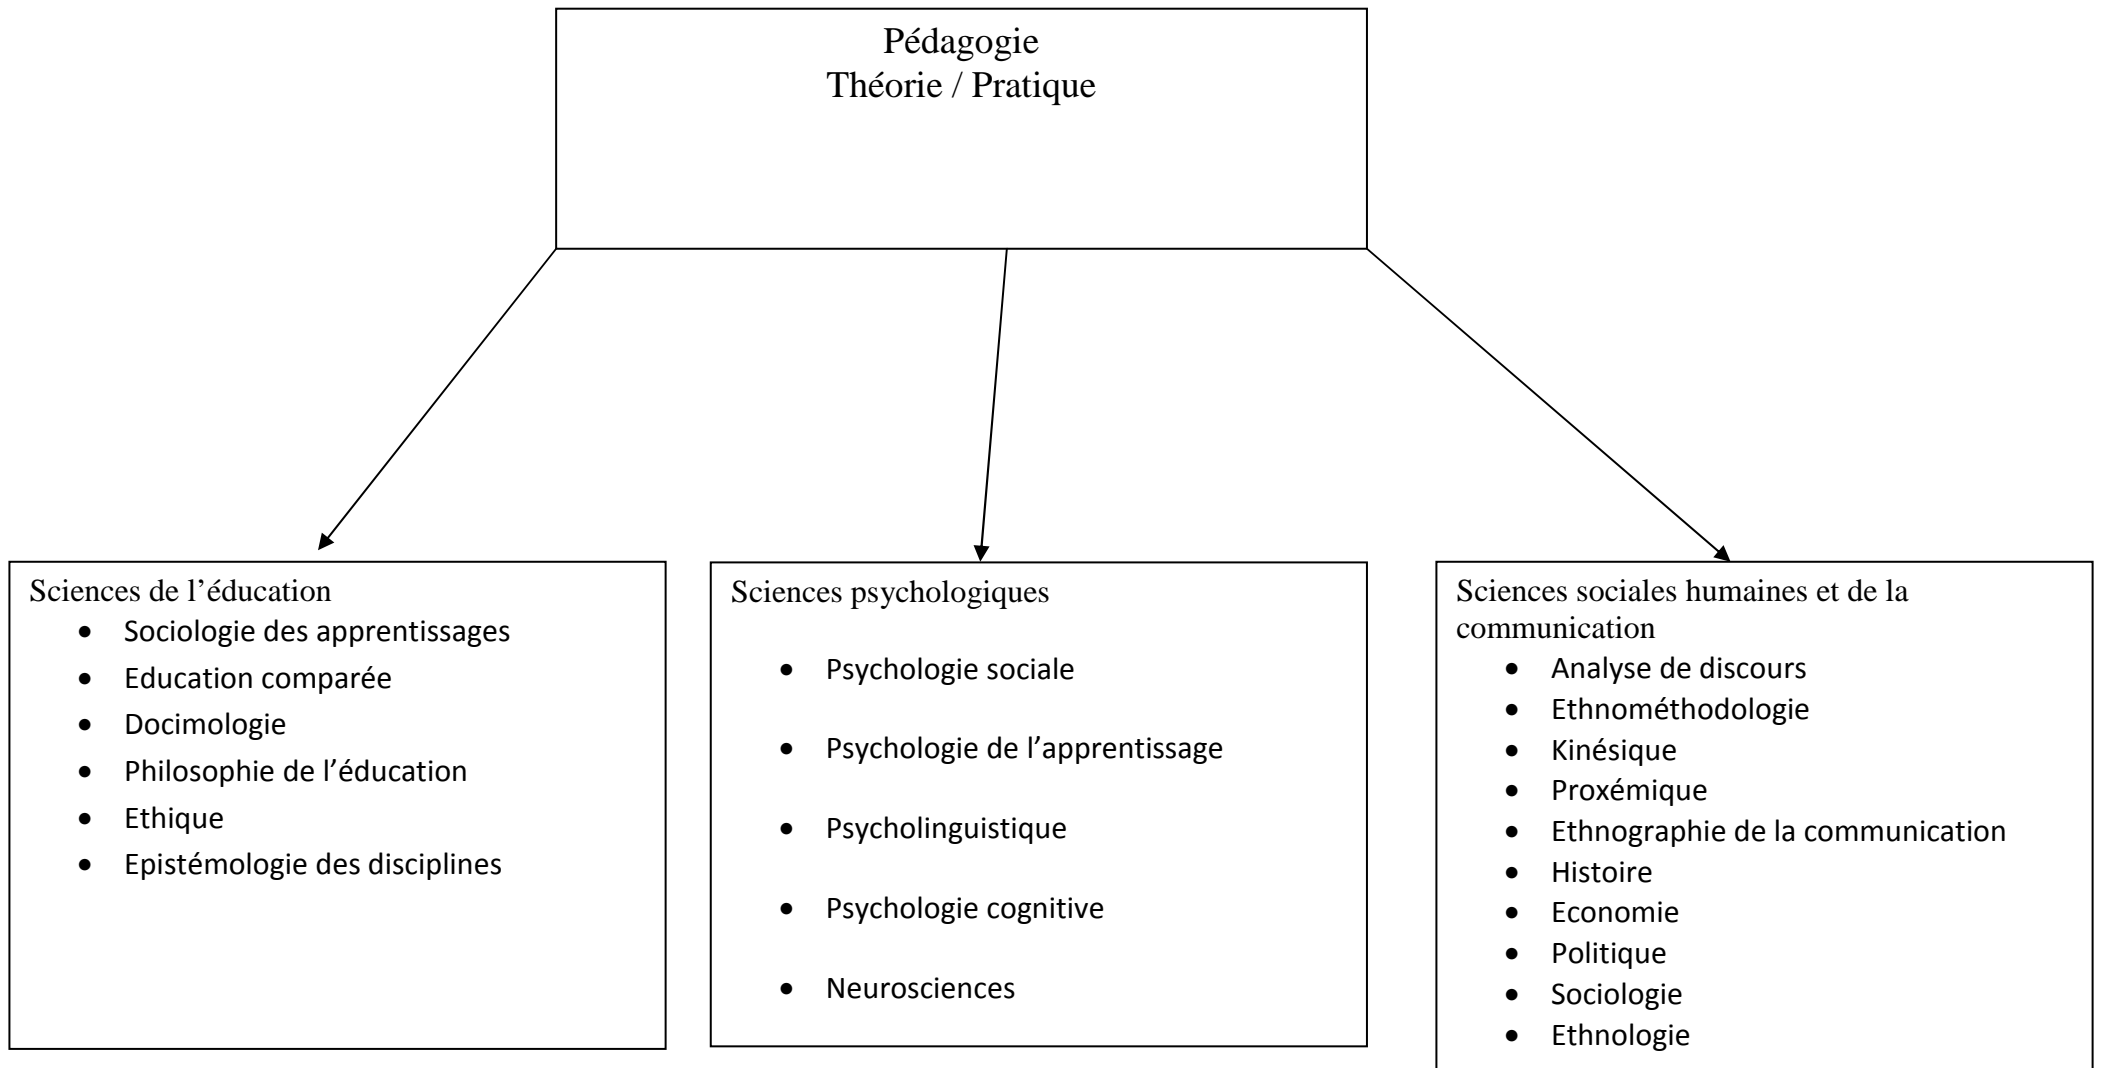 Pédagogie
Théorie / Pratique
Sciences de l’éducation
• Sociologie des apprentissages
• Education comparée
• Docimologie
• Philosophie de l’éducation
• Ethique
• Epistémologie des disciplines
Sciences psychologiques
• Psychologie sociale
• Psychologie de l’apprentissage
• Psycholinguistique
• Psychologie cognitive
• Neurosciences
Sciences sociales humaines et de la
communication
• Analyse de discours
• Ethnométhodologie
• Kinésique
• Proxémique
• Ethnographie de la communication
• Histoire
• Economie
• Politique
• Sociologie
• Ethnologie